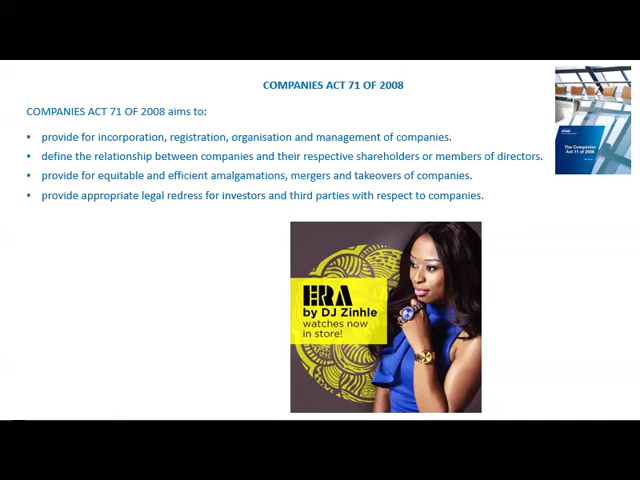 COMPANIES ACT 71 OF 2008
COMPANIES ACT 71 OF 2008 aims to:
• provide for incorporation, registration, organisation and management of companies.
• define the relationship between companies and their respective shareholders or members of directors.
• provide for equitable and efficient amalgamations, mergers and takeovers of companies.
• provide appropriate legal redress for investors and third parties with respect to companies.
KPMG
The Companies
Act 71 of 2008
ERA
by DJ Zinhle
watches now
in store!